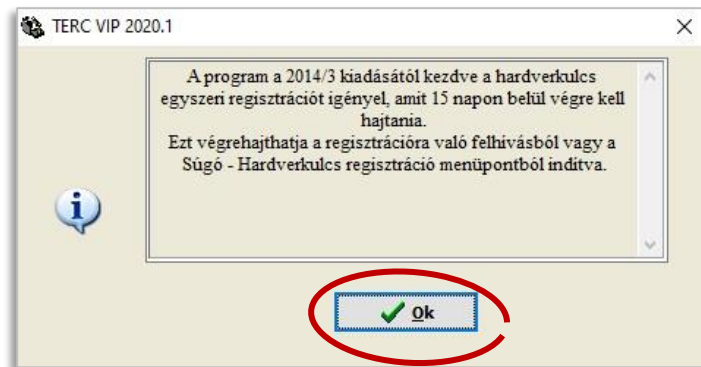 TERC VIP 2020.1
A program a 2014/3 kiadásától kezdve a hardverkulcs
egyszeri regisztrációt igényel, amit 15 napon belül végre kell
hajtania.
Ezt végrehajthatja a regisztrációra való felhívásból vagy a
Súgó - Hardverkulcs regisztráció menüpontból indítva.
Ok